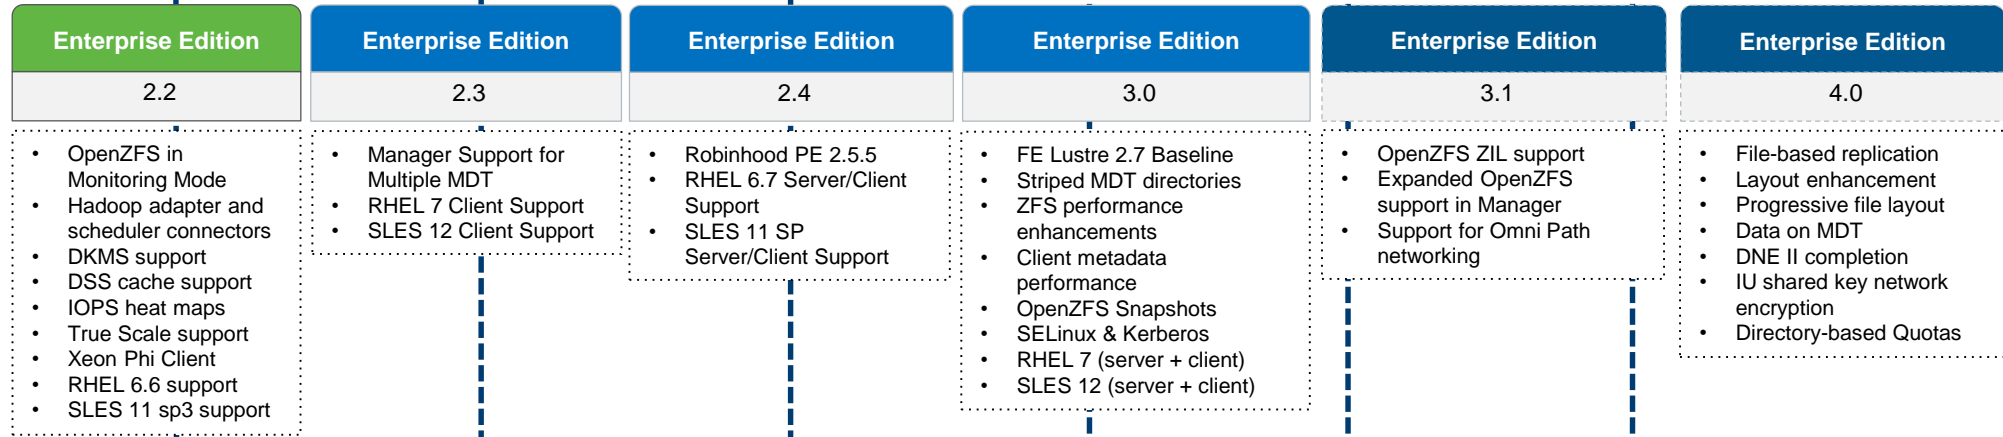 Enterprise Edition
2.2
• OpenZFS in
Monitoring Mode
• Hadoop adapter and
scheduler connectors
• DKMS support
• DSS cache support
• IOPS heat maps
• True Scale support
• Xeon Phi Client
• RHEL 6.6 support
• SLES 11 sp3 support
Enterprise Edition
2.3
• Manager Support for
Multiple MDT
• RHEL 7 Client Support
• SLES 12 Client Support
Enterprise Edition
2.4
• Robinhood PE 2.5.5
• RHEL 6.7 Server/Client
Support
• SLES 11 SP
Server/Client Support
Enterprise Edition
3.0
• FE Lustre 2.7 Baseline
• Striped MDT directories
• ZFS performance
enhancements
• Client metadata
performance
• OpenZFS Snapshots
• SELinux & Kerberos
• RHEL 7 (server + client)
• SLES 12 (server + client)
Enterprise Edition
3.1
• OpenZFS ZIL support
• Expanded OpenZFS
support in Manager
• Support for Omni Path
networking
Enterprise Edition
4.0
• File-based replication
• Layout enhancement
• Progressive file layout
• Data on MDT
• DNE II completion
• IU shared key network
encryption
• Directory-based Quotas